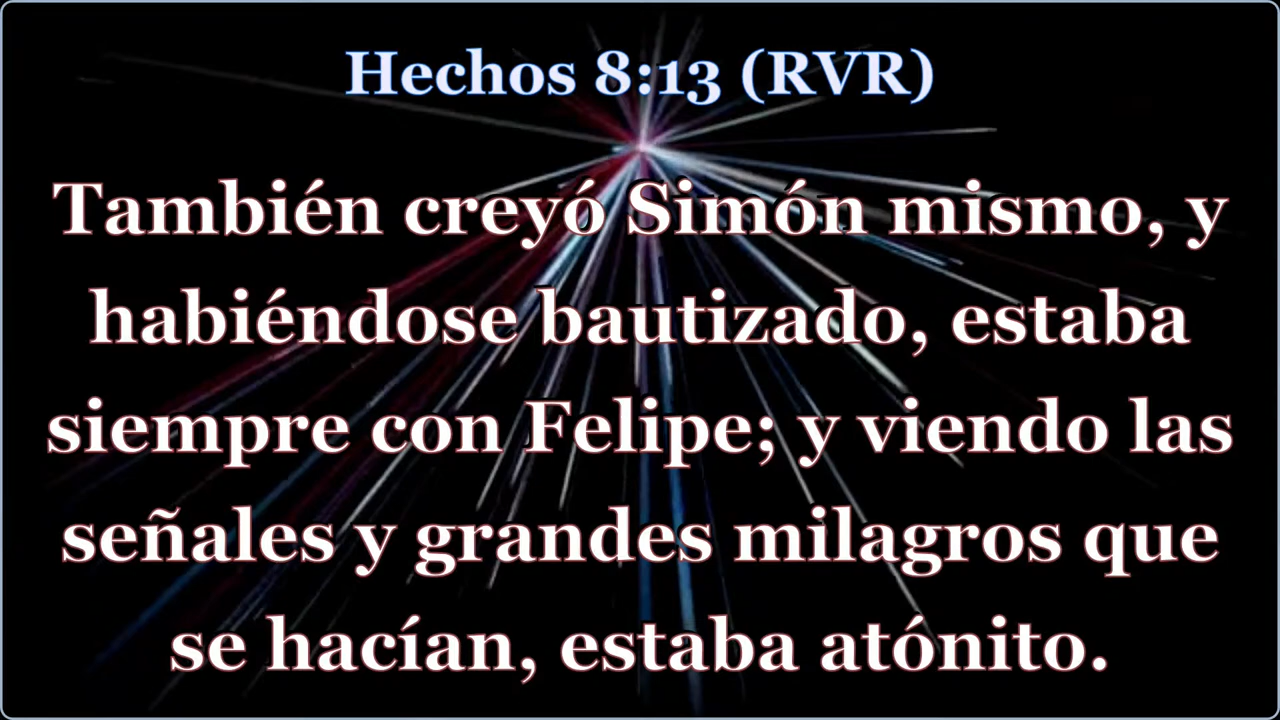 Hechos 8:13 (RVR)
También creyó Simón mismo, y
habiéndose bautizado, estaba
siempre con Felipe; y viendo las
señales y grandes milagros que
se hacían, estaba atónito.